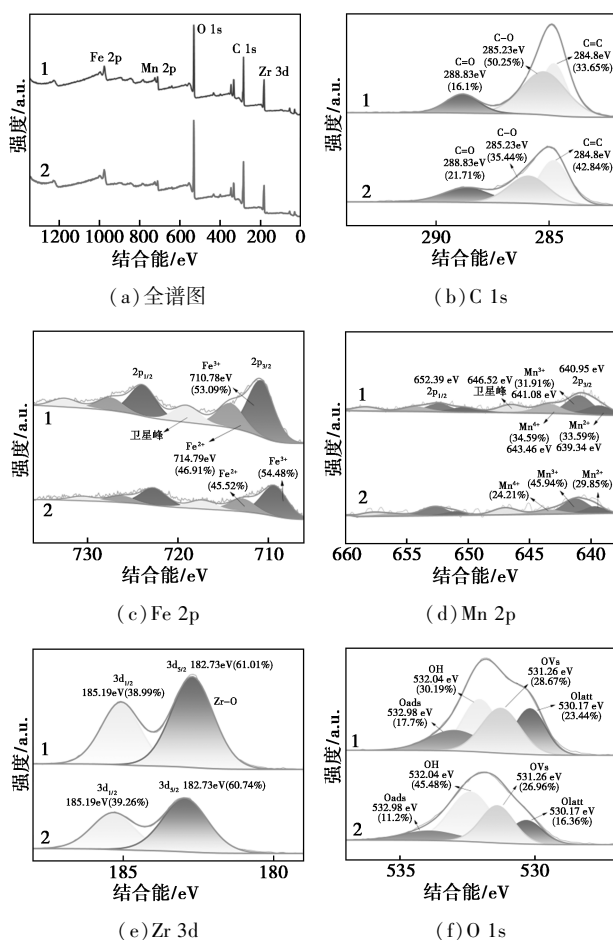 O 1s
Fe 2p
Mn 2p
C 1s
Zr 3d
1
2
强度/a.u.
1200 1000 800 600 400 200 0
结合能/eV
(a)全谱图
C−O
285.23eV
(50.25%)
C=C
284.8eV
(33.65%)
C=O
288.83eV
(16.1%)
1
C−O
285.23eV
(35.44%)
C=C
284.8eV
(42.84%)
C=O
288.83eV
(21.71%)
2
强度/a.u.
290 285
结合能/eV
(b)C 1s
2p1/2
Fe³⁺
710.78eV
(53.09%)
2p3/2
1
卫星峰
Fe²⁺
714.79eV
(46.91%)
Fe²⁺
(45.52%)
Fe³⁺
(54.48%)
2
强度/a.u.
730 720 710
结合能/eV
(c)Fe 2p
652.39 eV
2p1/2
646.52 eV
卫星峰
Mn³⁺
(31.91%)
641.08 eV
640.95 eV
2p3/2
1
Mn⁴⁺
(34.59%)
643.46 eV
Mn²⁺
(33.59%)
639.34 eV
Mn⁴⁺
(24.21%)
Mn³⁺
(45.94%)
Mn²⁺
(29.85%)
2
强度/a.u.
660 655 650 645 640
结合能/eV
(d)Mn 2p
3d1/2
185.19eV(38.99%)
3d5/2 182.73eV(61.01%)
Zr−O
1
3d1/2
185.19eV(39.26%)
3d5/2 182.73eV(60.74%)
2
强度/a.u.
185 180
结合能/eV
(e)Zr 3d
OH
532.04 eV
(30.19%)
OVs
531.26 eV
(28.67%)
Oads
532.98 eV
(17.7%)
Olatt
530.17 eV
(23.44%)
1
OH
532.04 eV
(45.48%)
OVs
531.26 eV
(26.96%)
Oads
532.98 eV
(11.2%)
Olatt
530.17 eV
(16.36%)
2
强度/a.u.
535 530
结合能/eV
(f)O 1s